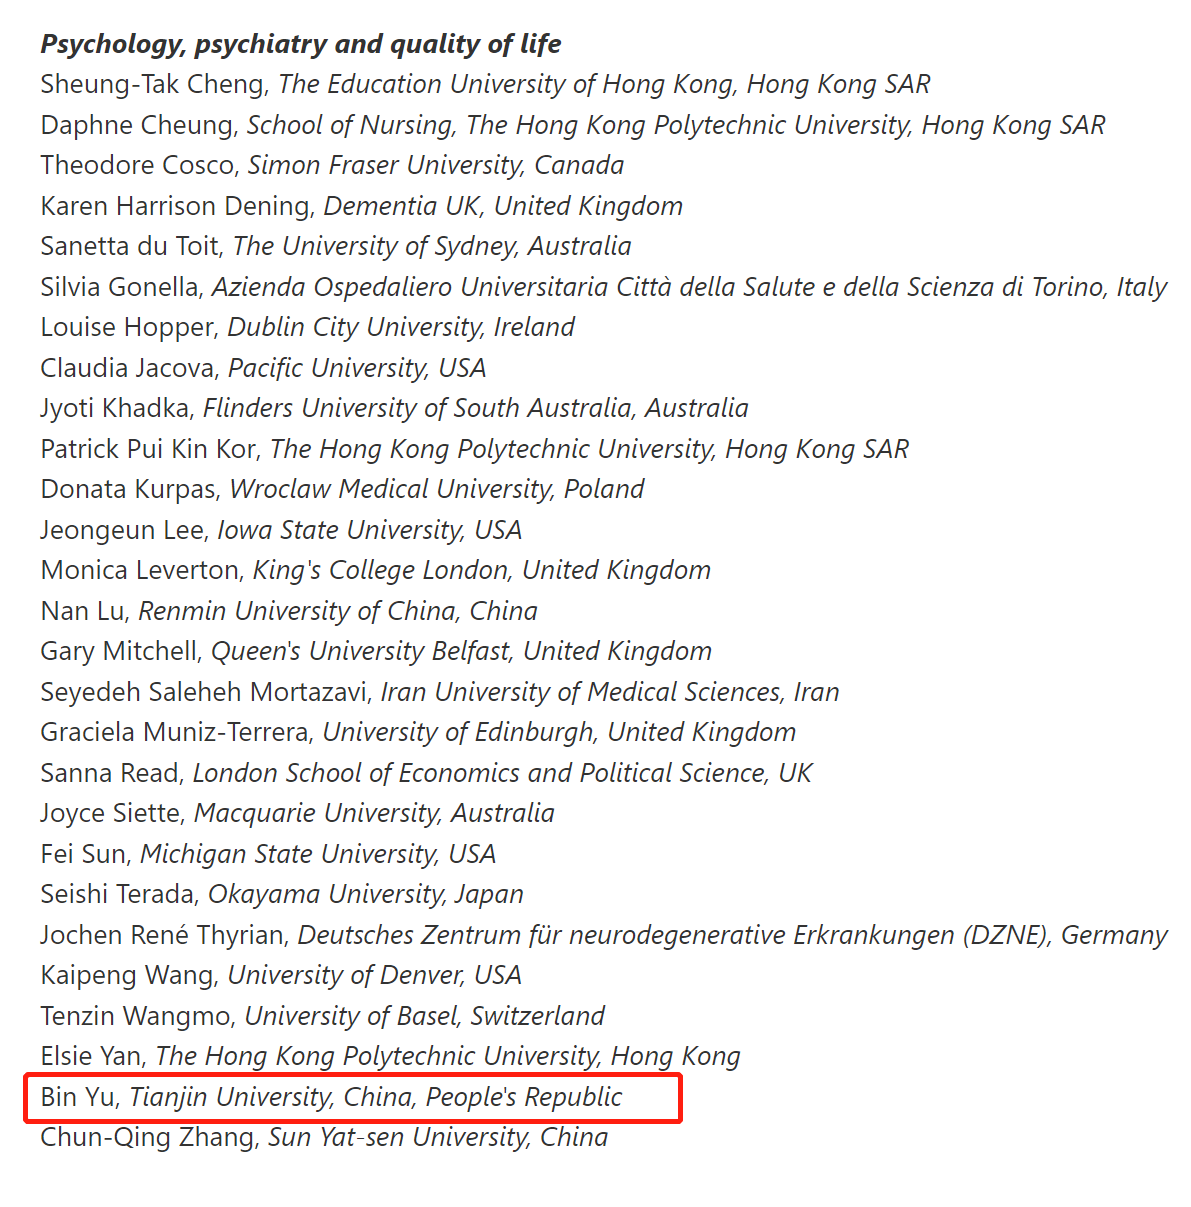 Psychology, psychiatry and quality of life
Sheung-Tak Cheng, The Education University of Hong Kong, Hong Kong SAR
Daphne Cheung, School of Nursing, The Hong Kong Polytechnic University, Hong Kong SAR
Theodore Cosco, Simon Fraser University, Canada
Karen Harrison Dening, Dementia UK, United Kingdom
Sanetta du Toit, The University of Sydney, Australia
Silvia Gonella, Azienda Ospedaliero Universitaria Città della Salute e della Scienza di Torino, Italy
Louise Hopper, Dublin City University, Ireland
Claudia Jacova, Pacific University, USA
Jyoti Khadka, Flinders University of South Australia, Australia
Patrick Pui Kin Kor, The Hong Kong Polytechnic University, Hong Kong SAR
Donata Kurpas, Wroclaw Medical University, Poland
Jeongeun Lee, Iowa State University, USA
Monica Leverton, King's College London, United Kingdom
Nan Lu, Renmin University of China, China
Gary Mitchell, Queen's University Belfast, United Kingdom
Seyedeh Saleheh Mortazavi, Iran University of Medical Sciences, Iran
Graciela Muniz-Terrera, University of Edinburgh, United Kingdom
Sanna Read, London School of Economics and Political Science, UK
Joyce Siette, Macquarie University, Australia
Fei Sun, Michigan State University, USA
Seishi Terada, Okayama University, Japan
Jochen René Thyrian, Deutsches Zentrum für neurodegenerative Erkrankungen (DZNE), Germany
Kaipeng Wang, University of Denver, USA
Tenzin Wangmo, University of Basel, Switzerland
Elsie Yan, The Hong Kong Polytechnic University, Hong Kong
Bin Yu, Tianjin University, China, People's Republic
Chun-Qing Zhang, Sun Yat-sen University, China